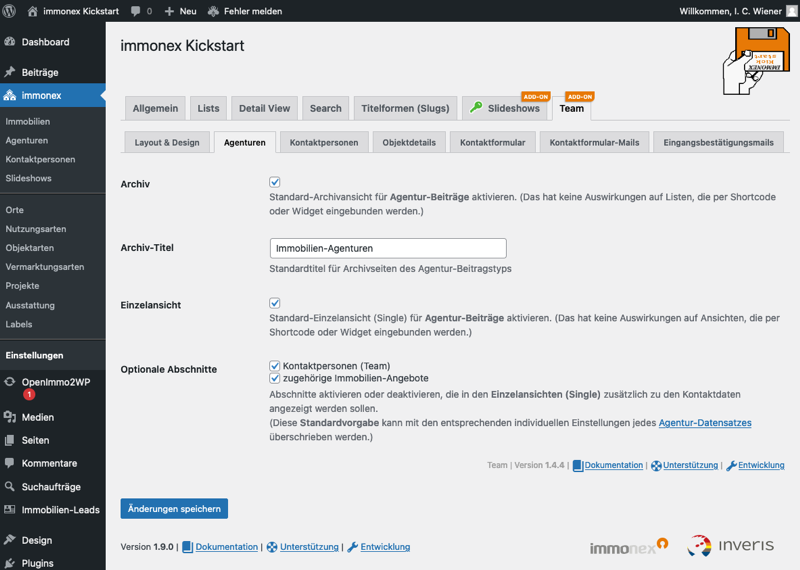 immonex Kickstart 0 Neu Fehler melden Willkommen, I. C. Wiener
Dashboard
Beiträge
immonex
Immobilien
Agenturen
Kontaktpersonen
Slideshows
Orte
Nutzungsarten
Objektarten
Vermarktungsarten
Projekte
Ausstattung
Labels
Einstellungen
OpenImmo2WP
1
Medien
Seiten
Kommentare
Suchaufträge
Immobilien-Leads
Design
Plugins
immonex Kickstart
ADD-ON ADD-ON
Allgemein Lists Detail View Search Titelformen (Slugs) Slideshows Team
Layout & Design Agenturen Kontaktpersonen Objektdetails Kontaktformular Kontaktformular-Mails Eingangsbestätigungsmails
Archiv
Standard-Archivansicht für Agentur-Beiträge aktivieren. (Das hat keine Auswirkungen auf Listen, die per Shortcode
oder Widget eingebunden werden.)
Archiv-Titel Immobilien-Agenturen
Standardtitel für Archivseiten des Agentur-Beitragstyps
Einzelansicht
Standard-Einzelansicht (Single) für Agentur-Beiträge aktivieren. (Das hat keine Auswirkungen auf Ansichten, die per
Shortcode oder Widget eingebunden werden.)
Optionale Abschnitte Kontaktpersonen (Team)
zugehörige Immobilien-Angebote
Abschnitte aktivieren oder deaktivieren, die in den Einzelansichten (Single) zusätzlich zu den Kontaktdaten
angezeigt werden sollen.
(Diese Standardvorgabe kann mit den entsprechenden individuellen Einstellungen jedes Agentur-Datensatzes
überschrieben werden.)
Team | Version 1.4.4 | Dokumentation | Unterstützung | Entwicklung
Änderungen speichern
Version 1.9.0 | Dokumentation | Unterstützung | Entwicklung
immonex inveris